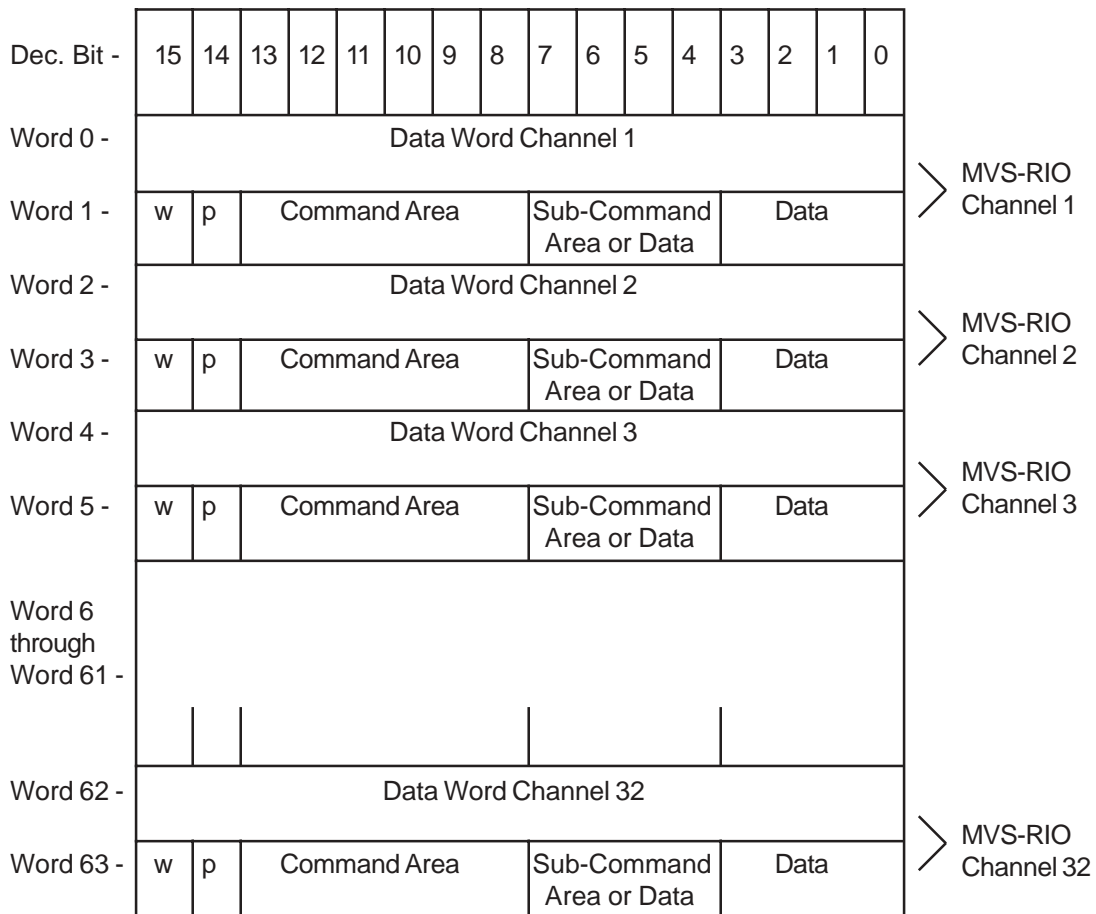 Dec. Bit - 15 14 13 12 11 10 9 8 7 6 5 4 3 2 1 0
Word 0 - Data Word Channel 1
MVS-RIO
Channel 1
Word 1 - w p Command Area Sub-Command Data
Area or Data
Word 2 - Data Word Channel 2
MVS-RIO
Channel 2
Word 3 - w p Command Area Sub-Command Data
Area or Data
Word 4 - Data Word Channel 3
MVS-RIO
Channel 3
Word 5 - w p Command Area Sub-Command Data
Area or Data
Word 6
through
Word 61 -
Word 62 - Data Word Channel 32
MVS-RIO
Channel 32
Word 63 - w p Command Area Sub-Command Data
Area or Data